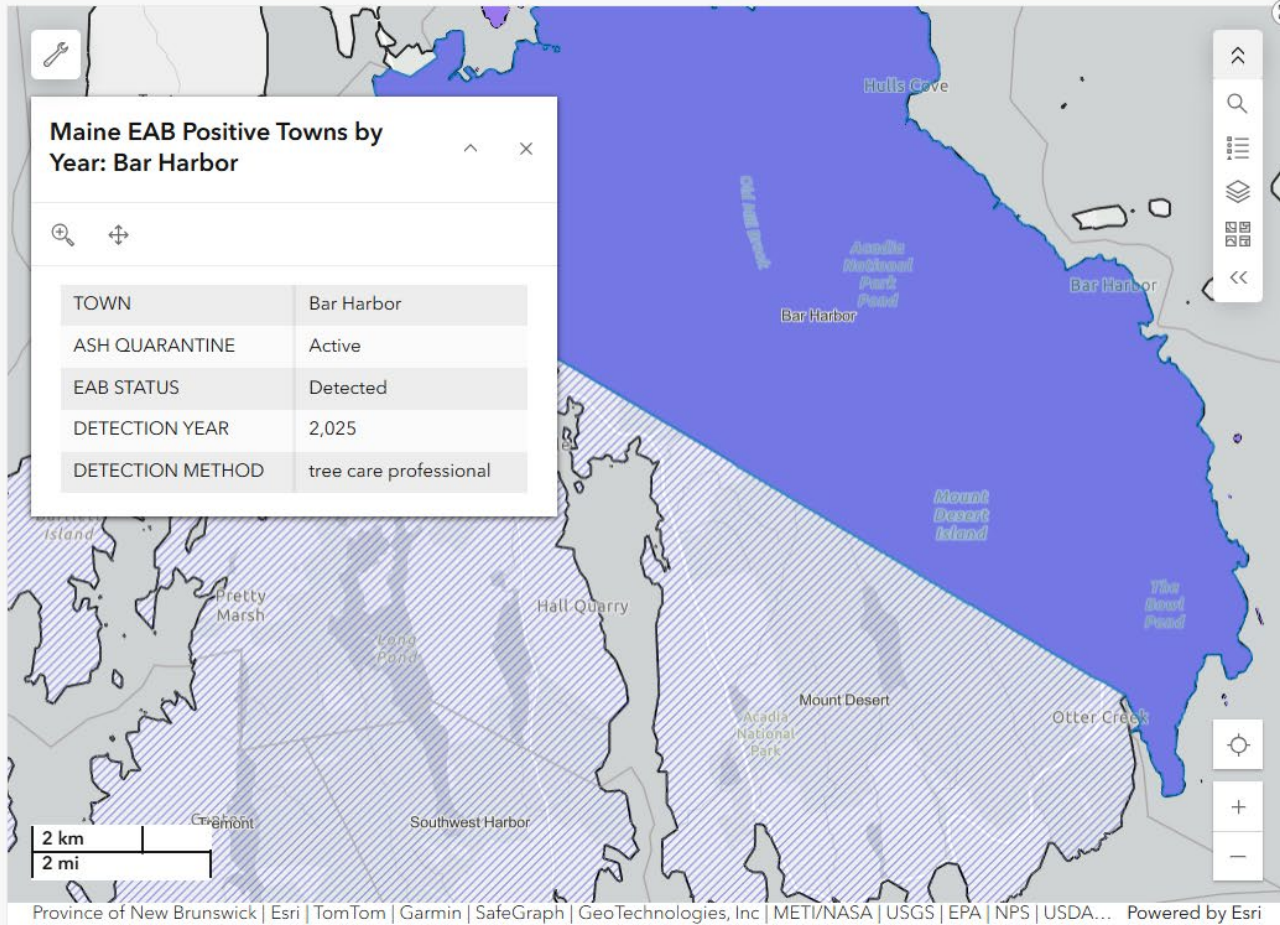 Hulls Cove
Maine EAB Positive Towns by
Year: Bar Harbor
TOWN Bar Harbor
ASH QUARANTINE Active
EAB STATUS Detected
DETECTION YEAR 2,025
DETECTION METHOD tree care professional
Old Mill Brook
Acadia
National
Park
Pond
Bar Harbor
Bar Harbor
Mount
Desert
Island
Island
The
Bowl
Pond
Pretty
Marsh
Hall Quarry
Long
Pond
Mount Desert
Acadia
National
Park
Otter Creek
Tremont
Southwest Harbor
2 km
2 mi
Province of New Brunswick | Esri | TomTom | Garmin | SafeGraph | GeoTechnologies, Inc | METI/NASA | USGS | EPA | NPS | USDA... Powered by Esri